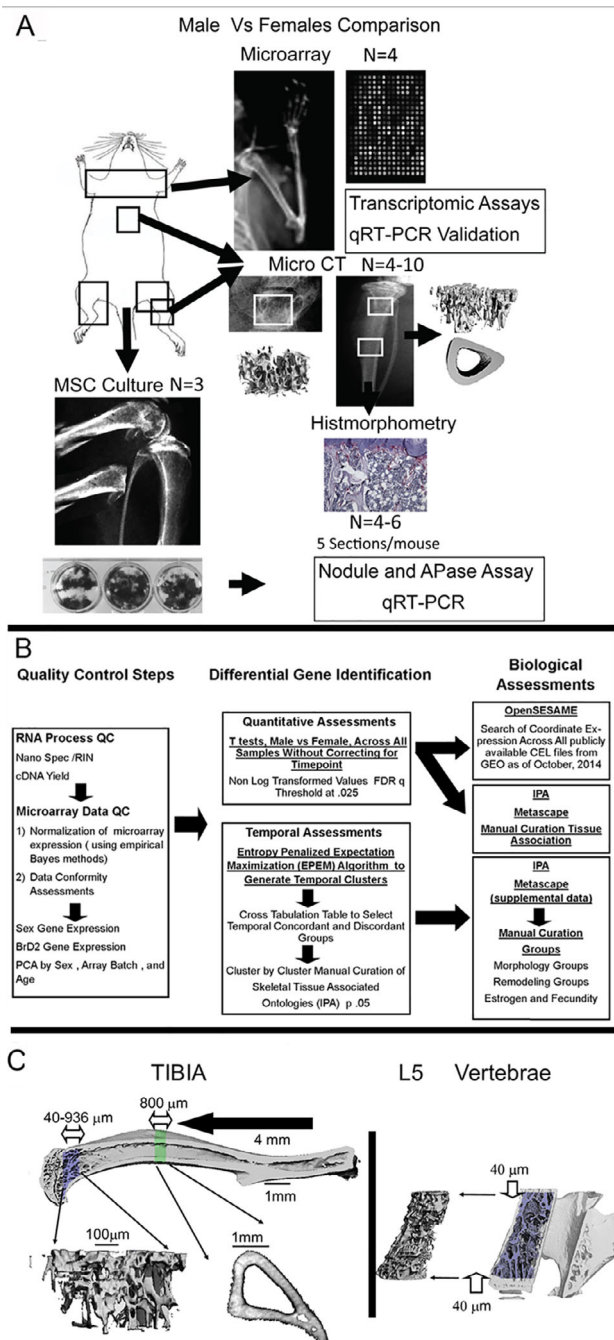 A
Male Vs Females Comparison
Microarray N=4
Transcriptomic Assays
qRT-PCR Validation
Micro CT N=4-10
MSC Culture N=3
Histmorphometry
N=4-6
5 Sections/mouse
Nodule and APase Assay
qRT-PCR
B
Quality Control Steps
RNA Process QC
Nano Spec /RIN
cDNA Yield
Microarray Data QC
1) Normalization of microarray
expression ( using empirical
Bayes methods)
2) Data Conformity
Assessments
Sex Gene Expression
BrD2 Gene Expression
PCA by Sex , Array Batch , and
Age
Differential Gene Identification
Quantitative Assessments
T tests, Male vs Female, Across All
Samples Without Correcting for
Timepoint
Non Log Transformed Values FDR q
Threshold at .025
Temporal Assessments
Entropy Penalized Expectation
Maximization (EPEM) Algorithm to
Generate Temporal Clusters
Cross Tabulation Table to Select
Temporal Concordant and Discordant
Groups
Cluster by Cluster Manual Curation of
Skeletal Tissue Associated
Ontologies (IPA) p .05
Biological
Assessments
OpenSESAME
Search of Coordinate Ex-
pression Across All publicly
available CEL files from
GEO as of October, 2014
IPA
Metascape
Manual Curation Tissue
Association
IPA
Metascape
(supplemental data)
Manual Curation
Groups
Morphology Groups
Remodeling Groups
Estrogen and Fecundity
C
TIBIA
40-936 µm
800 µm
4 mm
1mm
100µm
1mm
L5 Vertebrae
40 µm
40 µm